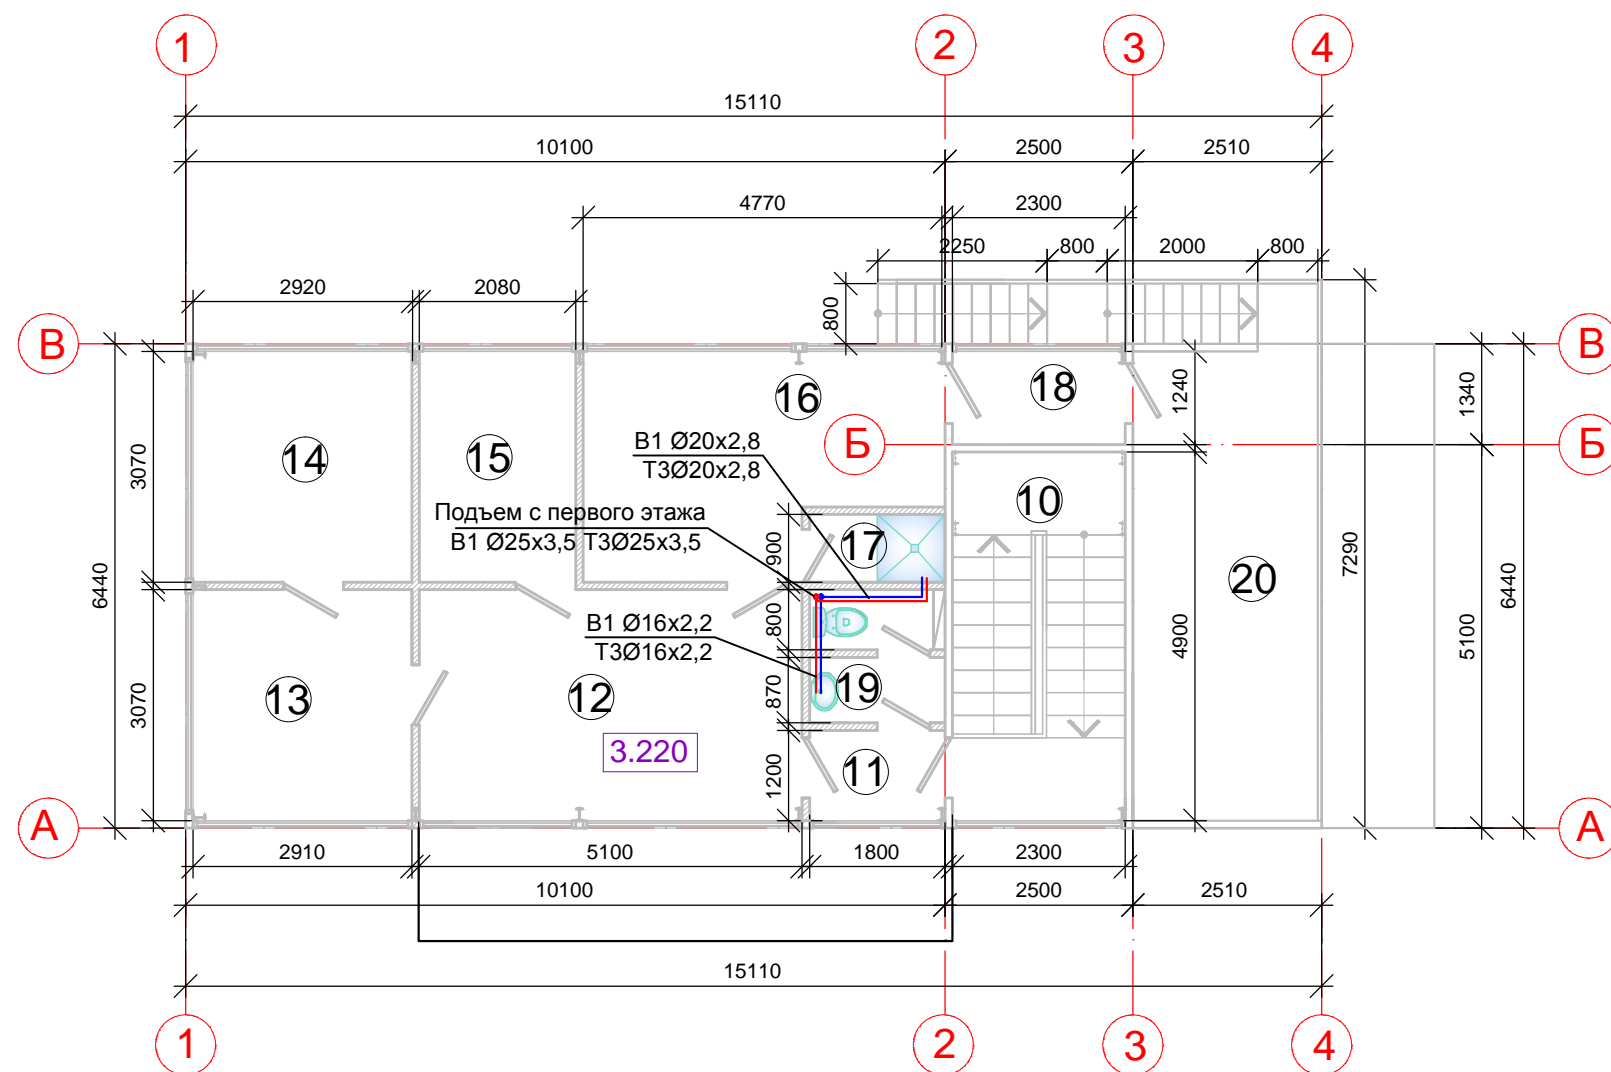 1 2 3 4
15110
10100 2500 2510
4770 2300
2250 800 2000 800
2920 2080
800
В В
16 18
1240 1340
Б Б
14 15
В1 Ø20х2,8
Т3Ø20х2,8
3070
10
Подъем с первого этажа
В1 Ø25х3,5 Т3Ø25х3,5
17
900
7290
6440 6440
20
В1 Ø16х2,2
Т3Ø16х2,2
800
4900 5100
13 12 19
3070 870
3.220
11
1200
А А
2910 5100 1800 2300
10100 2500 2510
15110
1 2 3 4